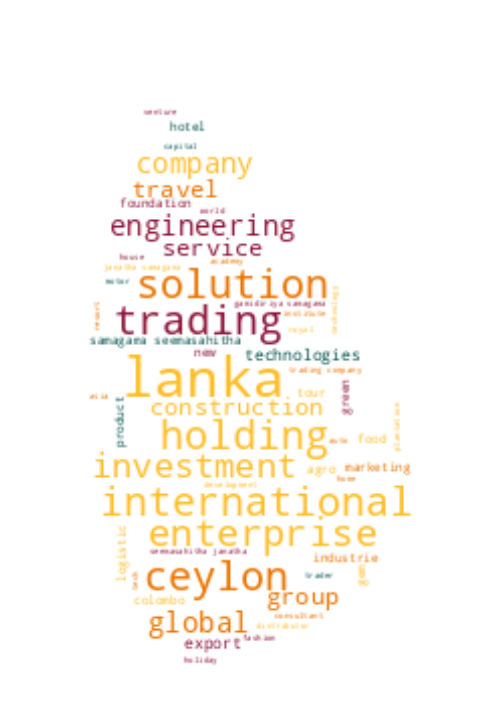 venture
hotel
capital
company
travel
foundation
world
engineering
service
house
academy
janatha samagama
motor
solution
resort
gamidiriya samagama
technology
trading
institute
royal
samagama seemasahitha
new
technologies
lanka
trading company
asia
tour
green
product
construction
plantation
holding
auto
food
investment
agro
marketing
home
development
international
enterprise
logistic
seemasahitha janatha
industrie
ceylon
trader
colombo
group
consultant
global
distributor
export
fashion
holiday